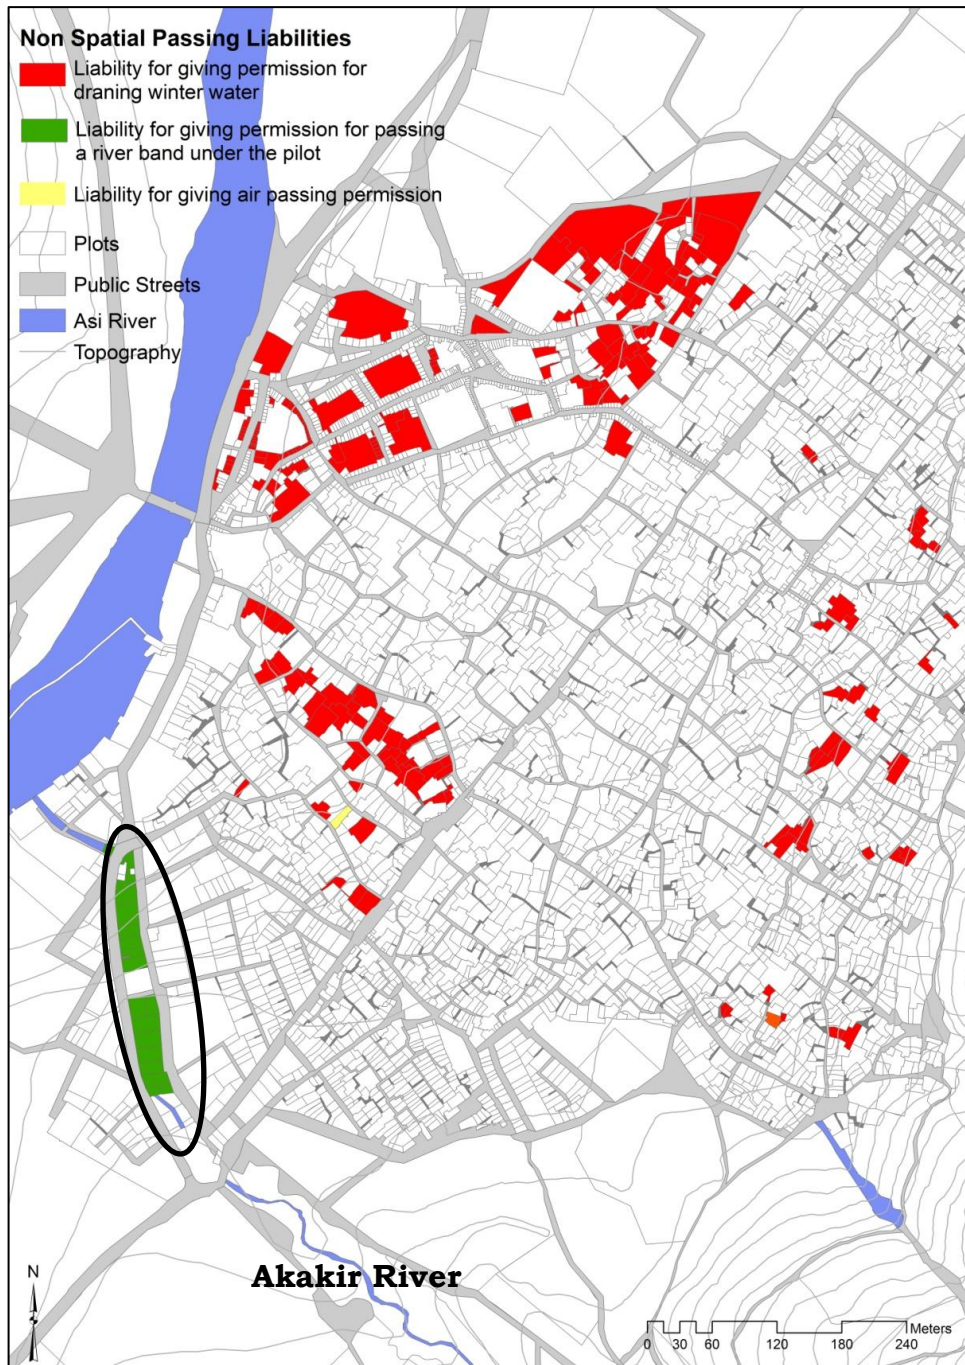 Non Spatial Passing Liabilities
Liability for giving permission for
draning winter water
Liability for giving permission for passing
a river band under the pilot
Liability for giving air passing permission
Plots
Public Streets
Asi River
Topography
Akakir River
N
Meters
0 30 60 120 180 240